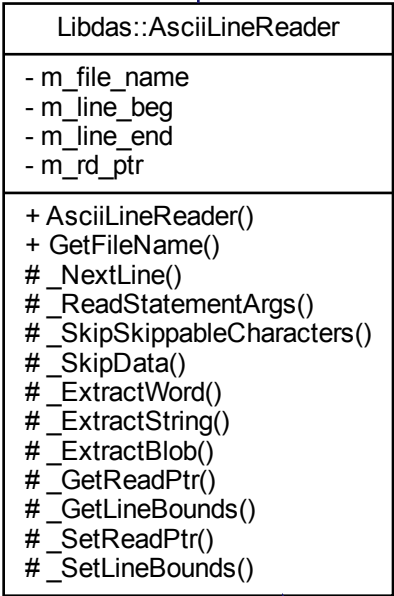 Libdas::AsciiLineReader
- m_file_name
- m_line_beg
- m_line_end
- m_rd_ptr
+ AsciiLineReader()
+ GetFileName()
# _NextLine()
# _ReadStatementArgs()
# _SkipSkippableCharacters()
# _SkipData()
# _ExtractWord()
# _ExtractString()
# _ExtractBlob()
# _GetReadPtr()
# _GetLineBounds()
# _SetReadPtr()
# _SetLineBounds()